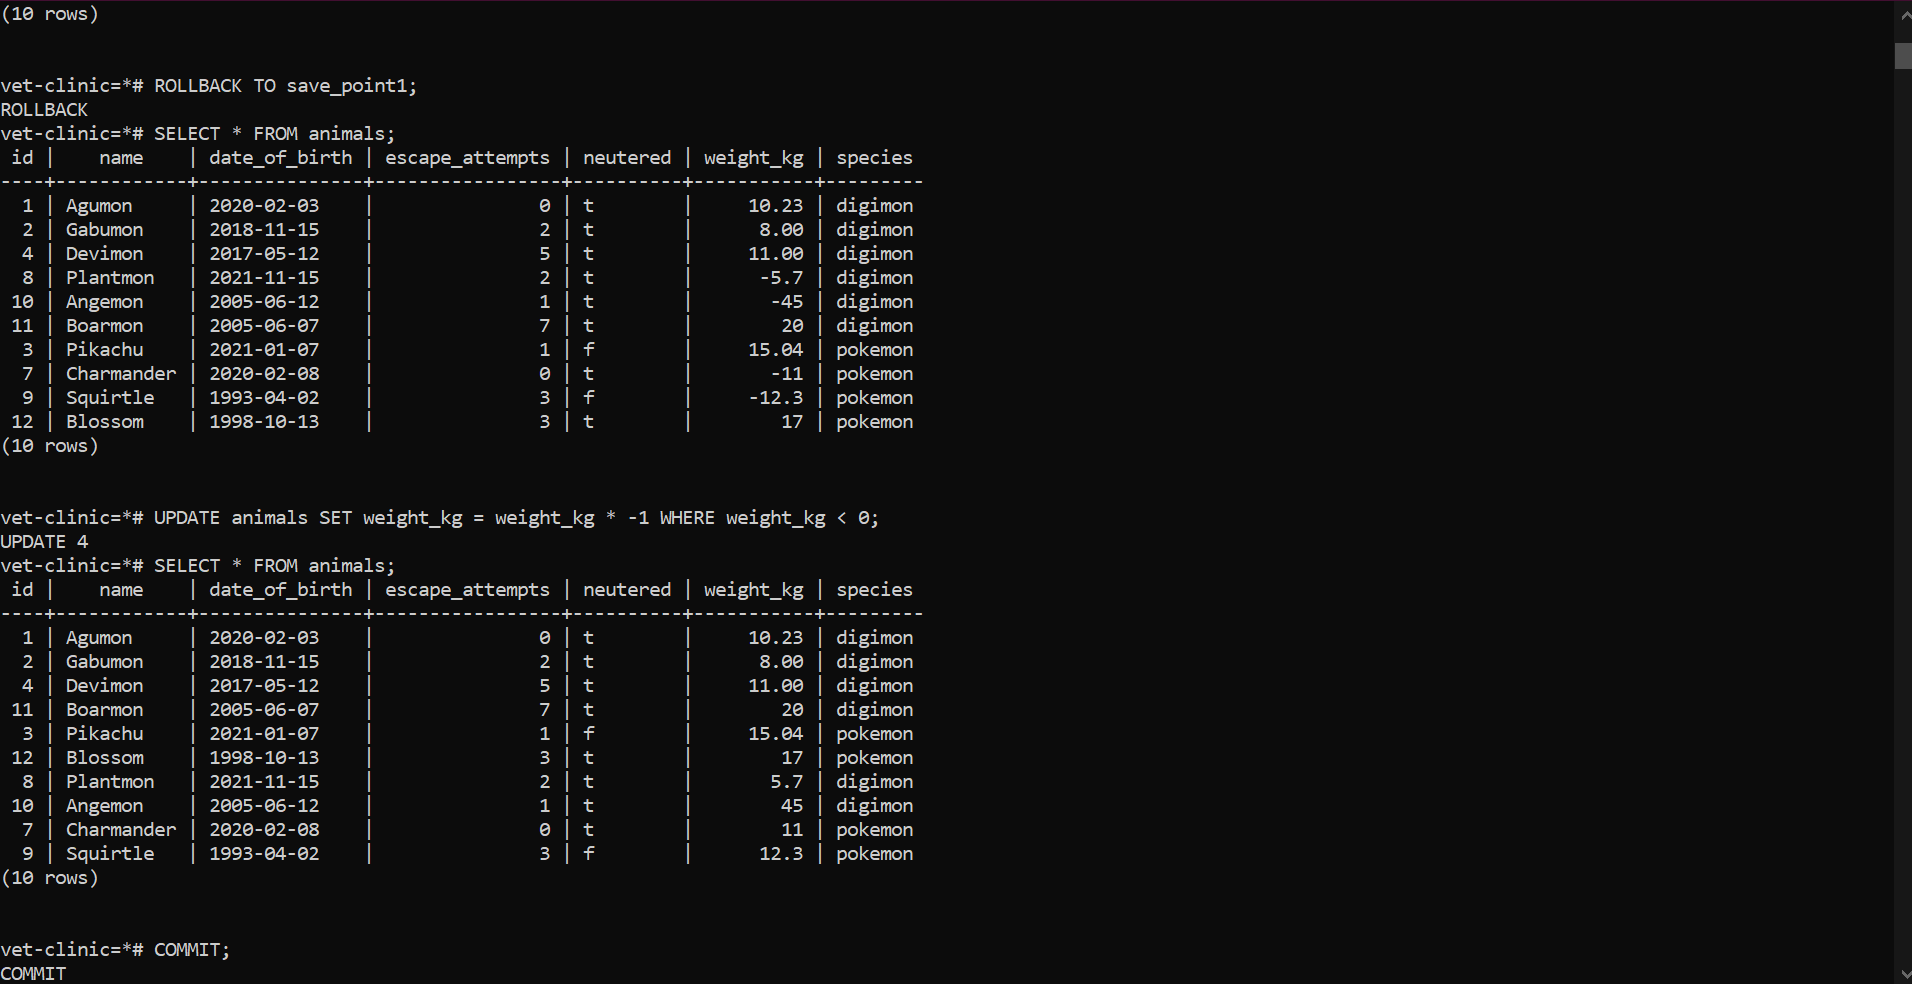 (10 rows)
vet-clinic=*# ROLLBACK TO save_point1;
ROLLBACK
vet-clinic=*# SELECT * FROM animals;
 id |    name    | date_of_birth | escape_attempts | neutered | weight_kg | species
----+------------+---------------+-----------------+----------+-----------+---------
  1 | Agumon     | 2020-02-03    |               0 | t        |     10.23 | digimon
  2 | Gabumon    | 2018-11-15    |               2 | t        |      8.00 | digimon
  4 | Devimon    | 2017-05-12    |               5 | t        |     11.00 | digimon
  8 | Plantmon   | 2021-11-15    |               2 | t        |      -5.7 | digimon
 10 | Angemon    | 2005-06-12    |               1 | t        |       -45 | digimon
 11 | Boarmon    | 2005-06-07    |               7 | t        |        20 | digimon
  3 | Pikachu    | 2021-01-07    |               1 | f        |     15.04 | pokemon
  7 | Charmander | 2020-02-08    |               0 | t        |       -11 | pokemon
  9 | Squirtle   | 1993-04-02    |               3 | f        |     -12.3 | pokemon
 12 | Blossom    | 1998-10-13    |               3 | t        |        17 | pokemon
(10 rows)
vet-clinic=*# UPDATE animals SET weight_kg = weight_kg * -1 WHERE weight_kg < 0;
UPDATE 4
vet-clinic=*# SELECT * FROM animals;
 id |    name    | date_of_birth | escape_attempts | neutered | weight_kg | species
----+------------+---------------+-----------------+----------+-----------+---------
  1 | Agumon     | 2020-02-03    |               0 | t        |     10.23 | digimon
  2 | Gabumon    | 2018-11-15    |               2 | t        |      8.00 | digimon
  4 | Devimon    | 2017-05-12    |               5 | t        |     11.00 | digimon
 11 | Boarmon    | 2005-06-07    |               7 | t        |        20 | digimon
  3 | Pikachu    | 2021-01-07    |               1 | f        |     15.04 | pokemon
 12 | Blossom    | 1998-10-13    |               3 | t        |        17 | pokemon
  8 | Plantmon   | 2021-11-15    |               2 | t        |       5.7 | digimon
 10 | Angemon    | 2005-06-12    |               1 | t        |        45 | digimon
  7 | Charmander | 2020-02-08    |               0 | t        |        11 | pokemon
  9 | Squirtle   | 1993-04-02    |               3 | f        |      12.3 | pokemon
(10 rows)
vet-clinic=*# COMMIT;
COMMIT